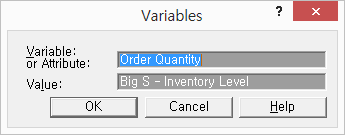 Variables
?
Variable:
or Attribute:
Order Quantity
Value:
Big S - Inventory Level
OK
Cancel
Help